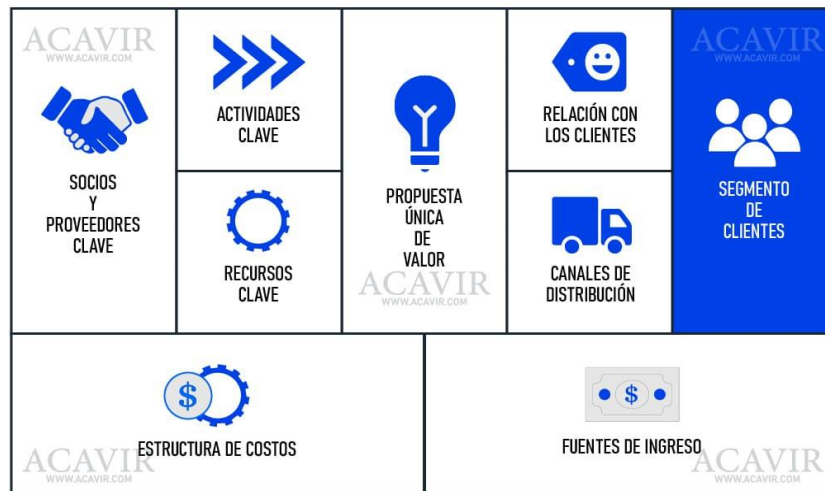 ACAVIR
WWW.ACAVIR.COM
SOCIOS
Y
PROVEEDORES
CLAVE
ACTIVIDADES
CLAVE
RECURSOS
CLAVE
PROPUESTA
ÚNICA
DE
VALOR
ACAVIR
WWW.ACAVIR.COM
RELACIÓN CON
LOS CLIENTES
CANALES DE
DISTRIBUCIÓN
ACAVIR
WWW.ACAVIR.COM
SEGMENTO
DE
CLIENTES
$
ESTRUCTURA DE COSTOS
ACAVIR
WWW.ACAVIR.COM
$
FUENTES DE INGRESO
ACAVIR
WWW.ACAVIR.COM